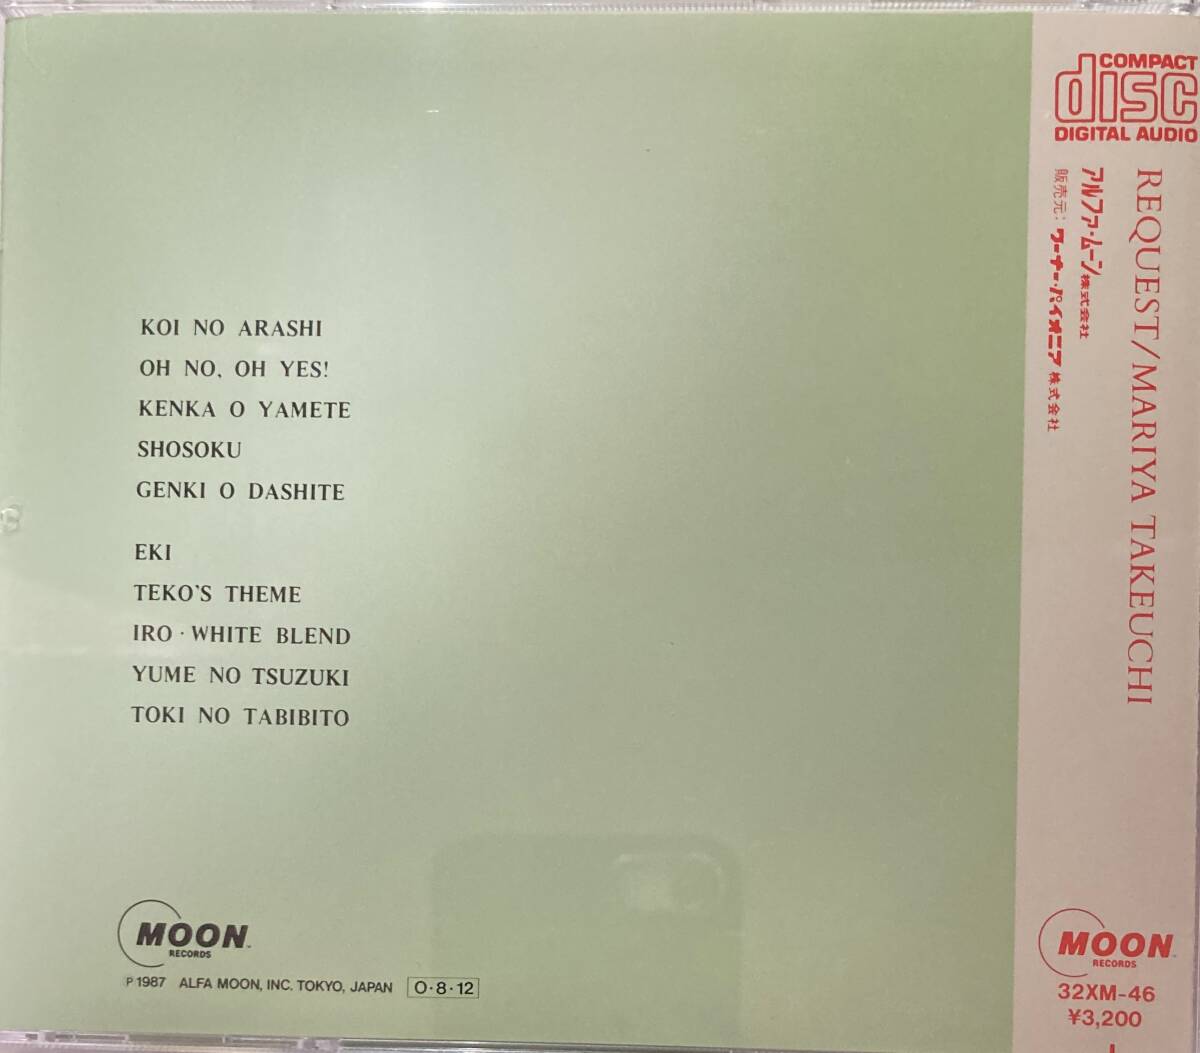 KOI NO ARASHI
OH NO, OH YES!
KENKA O YAMETE
SHOSOKU
GENKI O DASHITE
EKI
TEKO'S THEME
IRO · WHITE BLEND
YUME NO TSUZUKI
TOKI NO TABIBITO
MOON
RECORDS
℗1987 ALFA MOON, INC. TOKYO, JAPAN O·8·12
COMPACT
disc
DIGITAL AUDIO
REQUEST/MARIYA TAKEUCHI
アルファ・ムーン株式会社
販売元：ワーナー・パイオニア株式会社
MOON
RECORDS
32XM-46
¥3,200